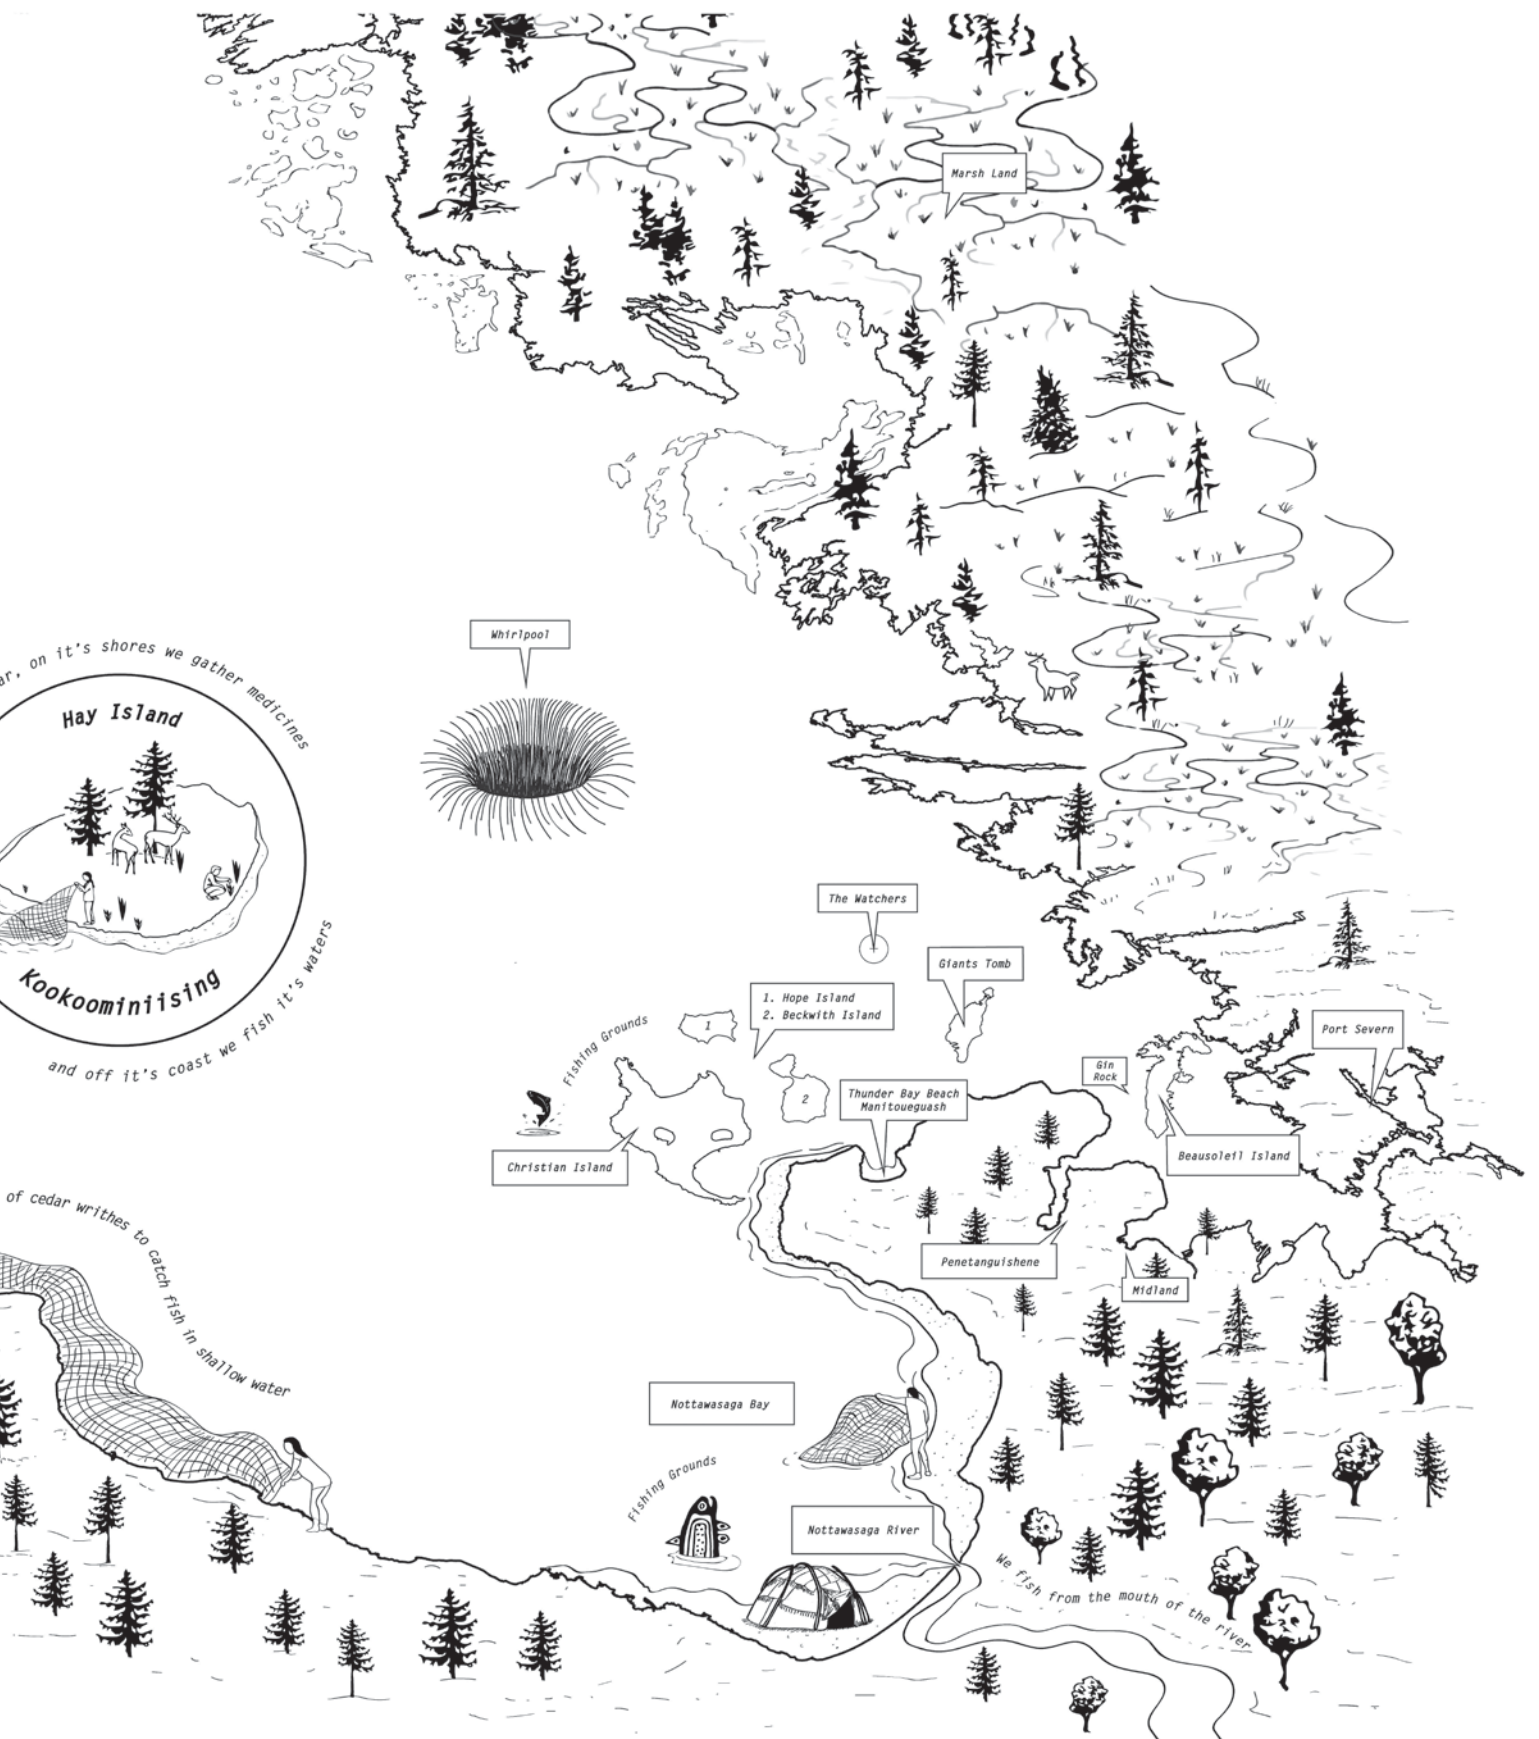 Marsh Land
Whirlpool
on it's shores we gather medicines
Hay Island
Kookoominiising
and off it's coast we fish it's waters
The Watchers
Giants Tomb
1. Hope Island
2. Beckwith Island
Port Severn
Fishing Grounds
1
Gin
Rock
2
Thunder Bay Beach
Manitoueguash
Christian Island
Beausoleil Island
of cedar writhes to catch fish in shallow water
Penetanguishene
Midland
Nottawasaga Bay
Fishing Grounds
Nottawasaga River
We fish from the mouth of the river